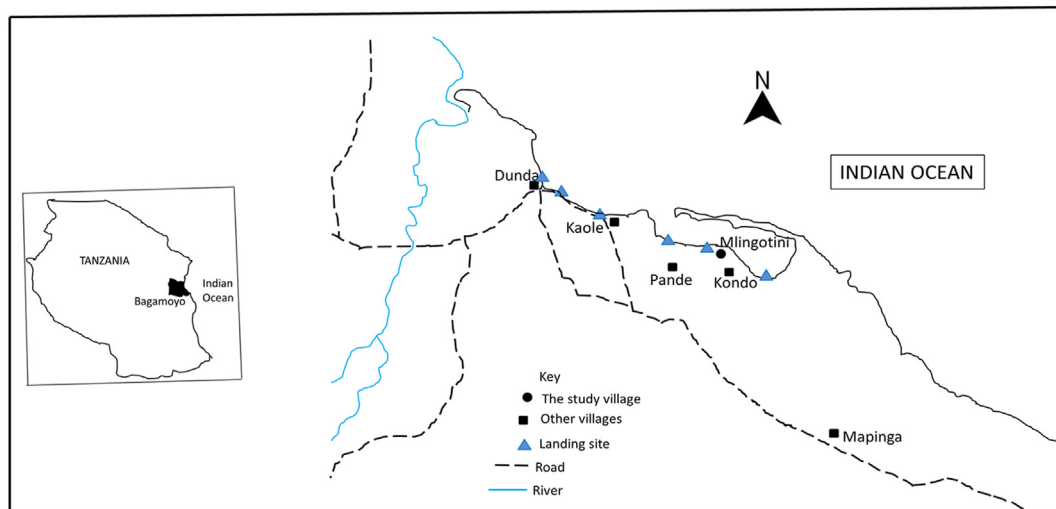 N
INDIAN OCEAN
Dunda
Kaole
Mlingotini
Pande
Kondo
Mapinga
TANZANIA
Indian
Ocean
Bagamoyo
Key
The study village
Other villages
Landing site
Road
River